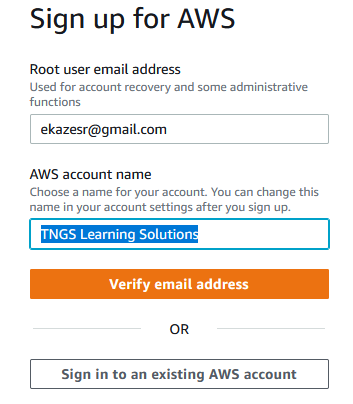 Sign up for AWS
Root user email address
Used for account recovery and some administrative
functions
ekazesr@gmail.com
AWS account name
Choose a name for your account. You can change this
name in your account settings after you sign up.
TNGS Learning Solutions
Verify email address
OR
Sign in to an existing AWS account